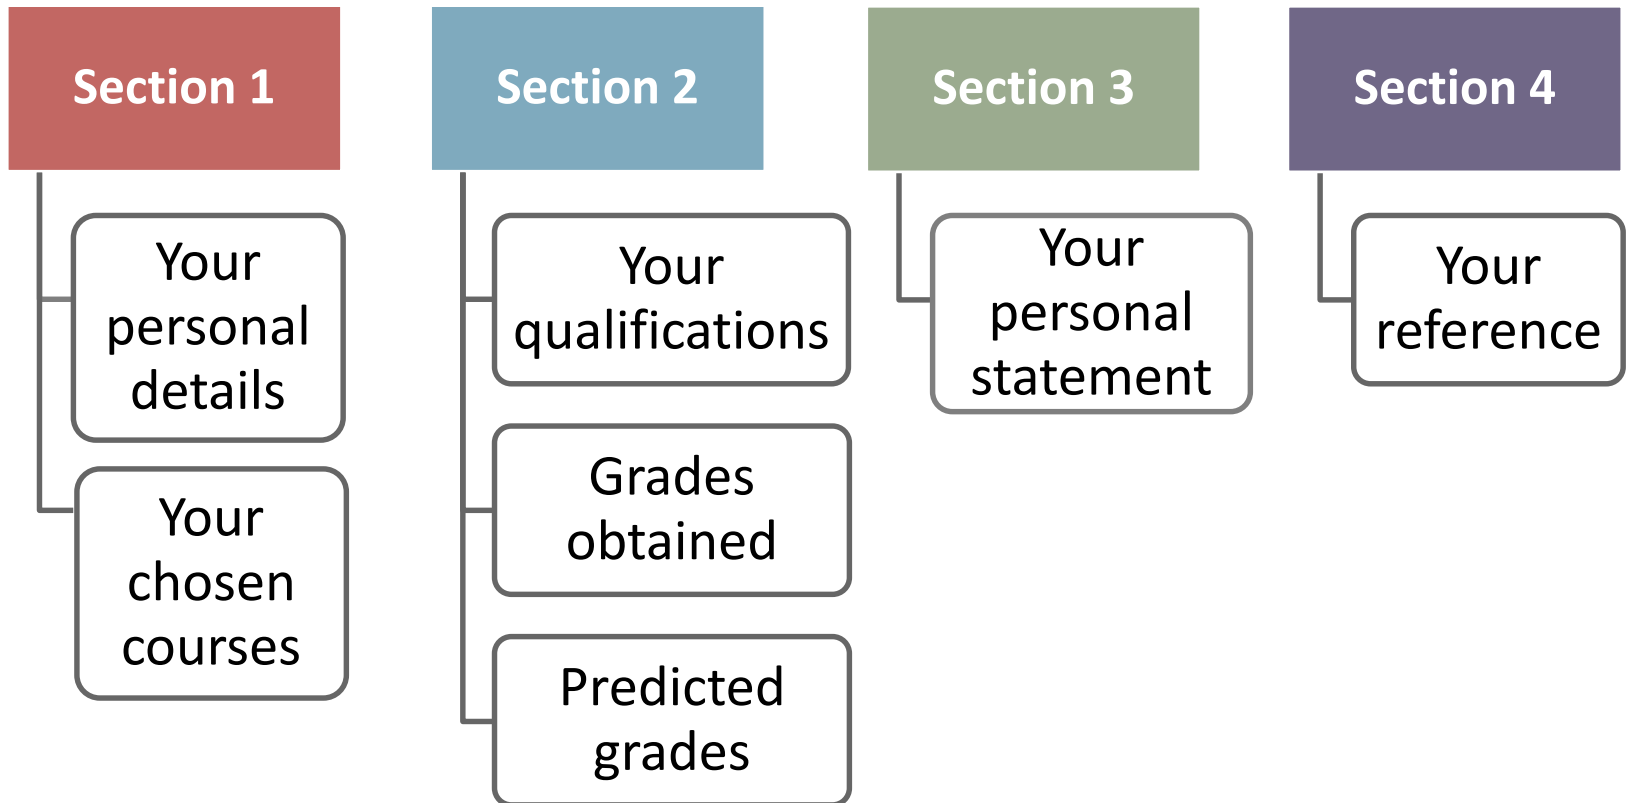 Section 1
Your
personal
details
Your
chosen
courses
Section 2
Your
qualifications
Grades
obtained
Predicted
grades
Section 3
Your
personal
statement
Section 4
Your
reference